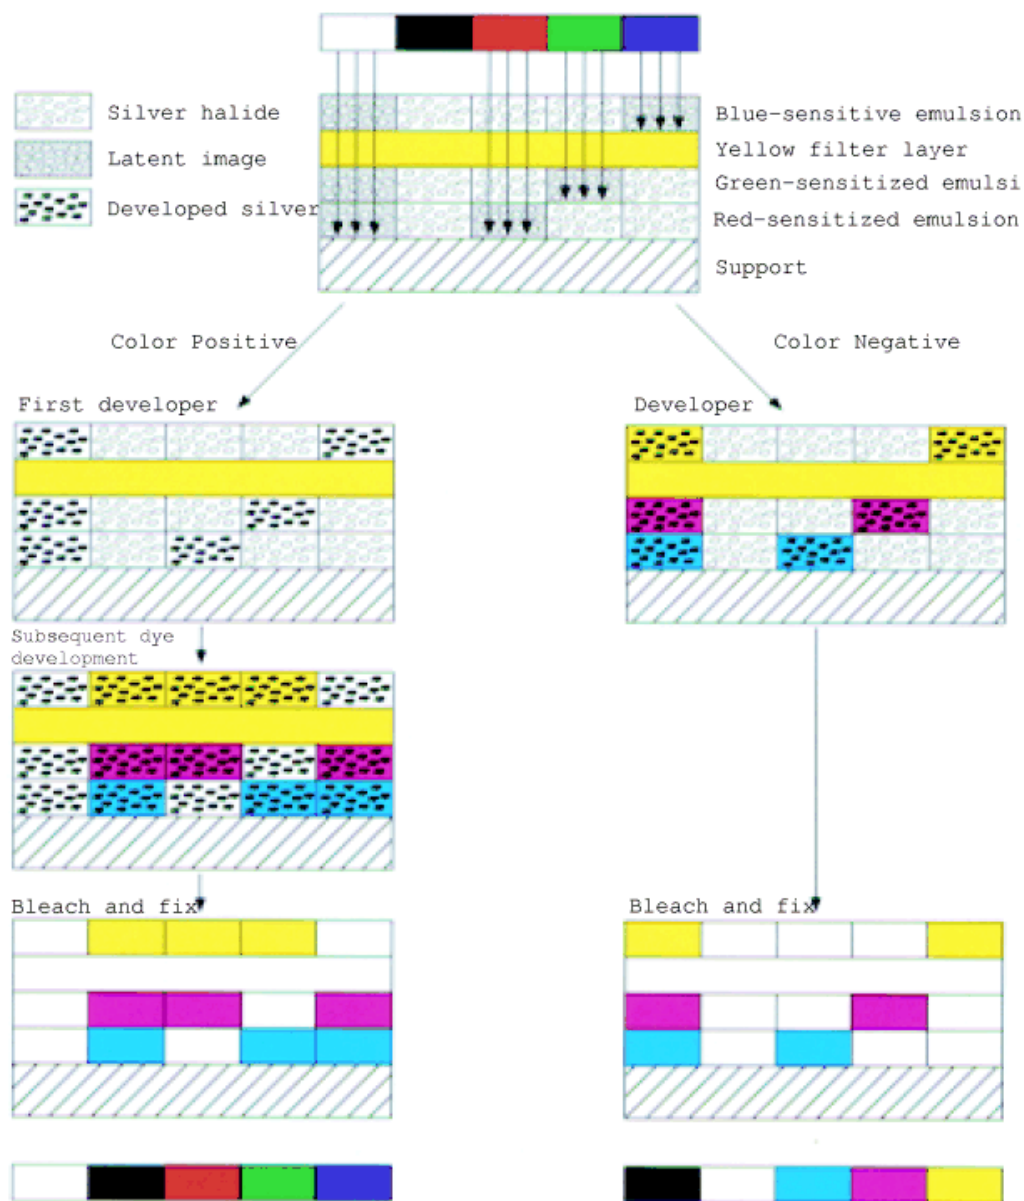 Silver halide
Latent image
Developed silver
Blue-sensitive emulsion
Yellow filter layer
Green-sensitized emulsi
Red-sensitized emulsion
Support
Color Positive
Color Negative
First developer
Developer
Subsequent dye
development
Bleach and fix
Bleach and fix